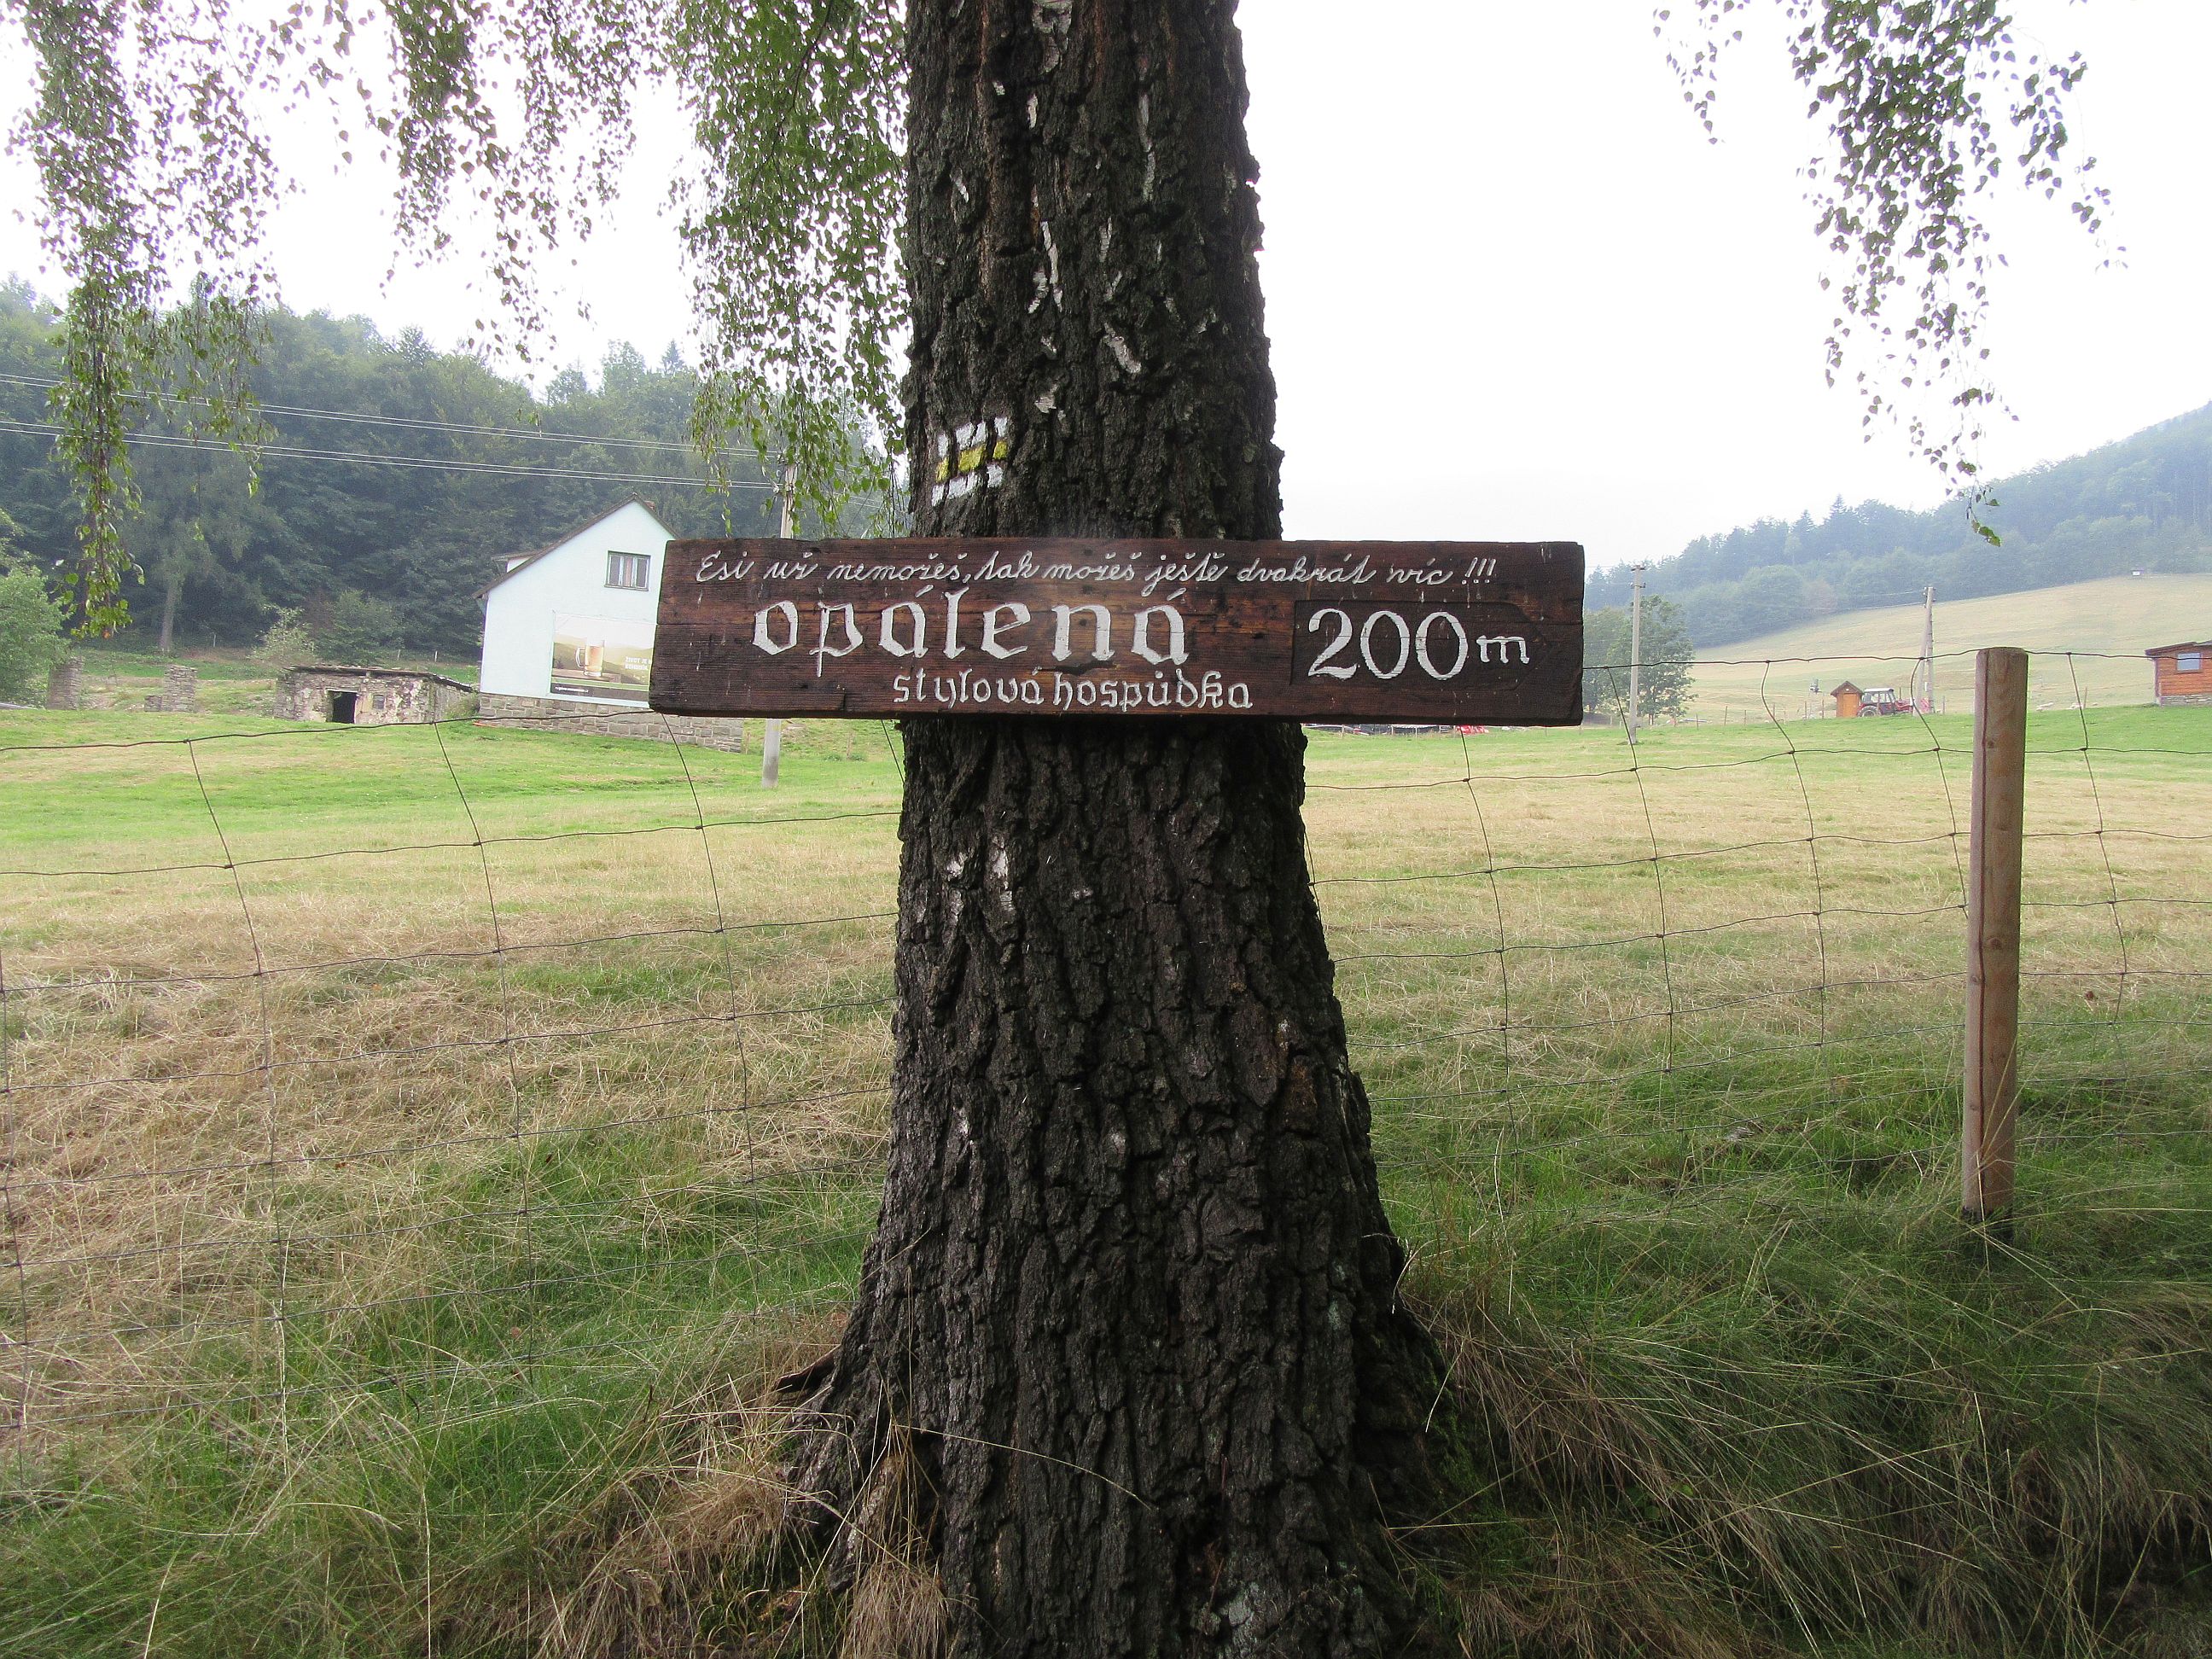 Esi už nemožeš, tak možeš ještě dvakrát víc !!!
opálená 200m
stylová hospůdka